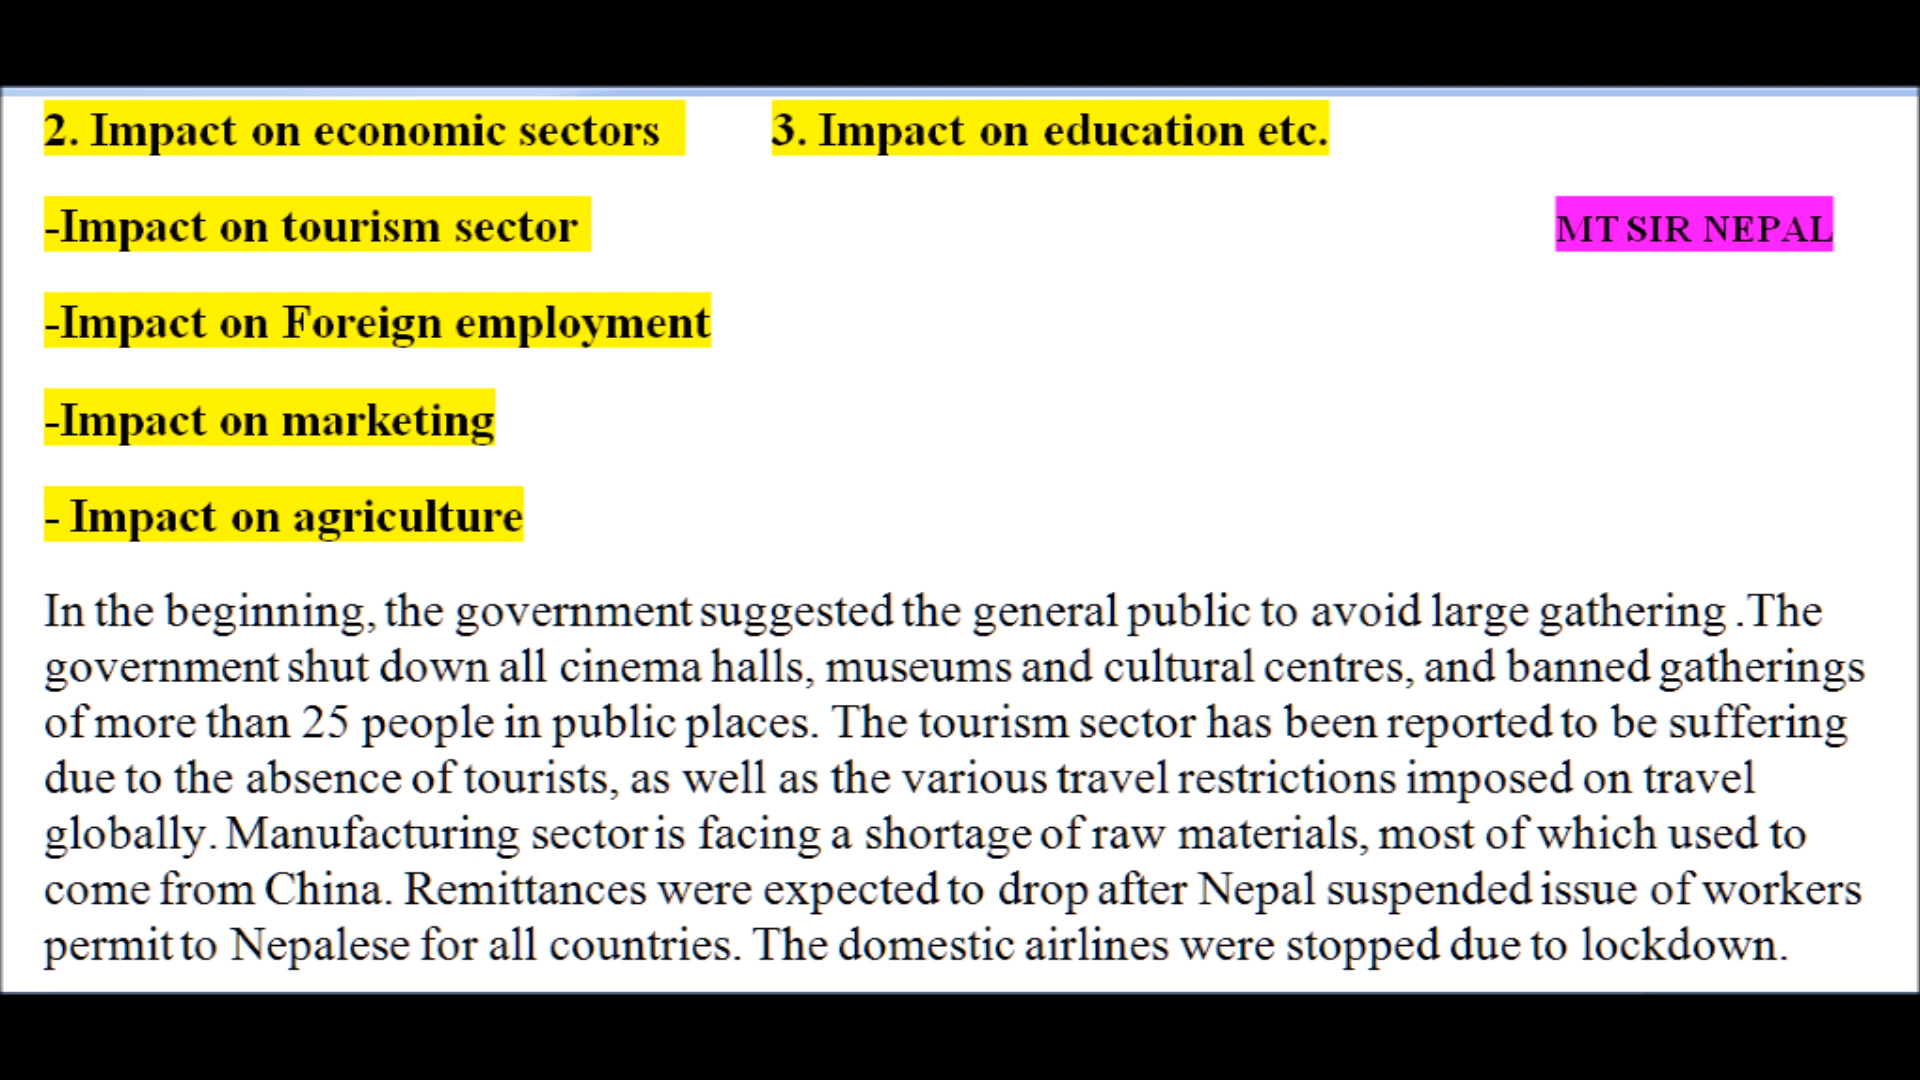 2. Impact on economic sectors 3. Impact on education etc.
-Impact on tourism sector
MT SIR NEPAL
-Impact on Foreign employment
-Impact on marketing
- Impact on agriculture
In the beginning, the government suggested the general public to avoid large gathering .The
government shut down all cinema halls, museums and cultural centres, and banned gatherings
of more than 25 people in public places. The tourism sector has been reported to be suffering
due to the absence of tourists, as well as the various travel restrictions imposed on travel
globally. Manufacturing sector is facing a shortage of raw materials, most of which used to
come from China. Remittances were expected to drop after Nepal suspended issue of workers
permit to Nepalese for all countries. The domestic airlines were stopped due to lockdown.